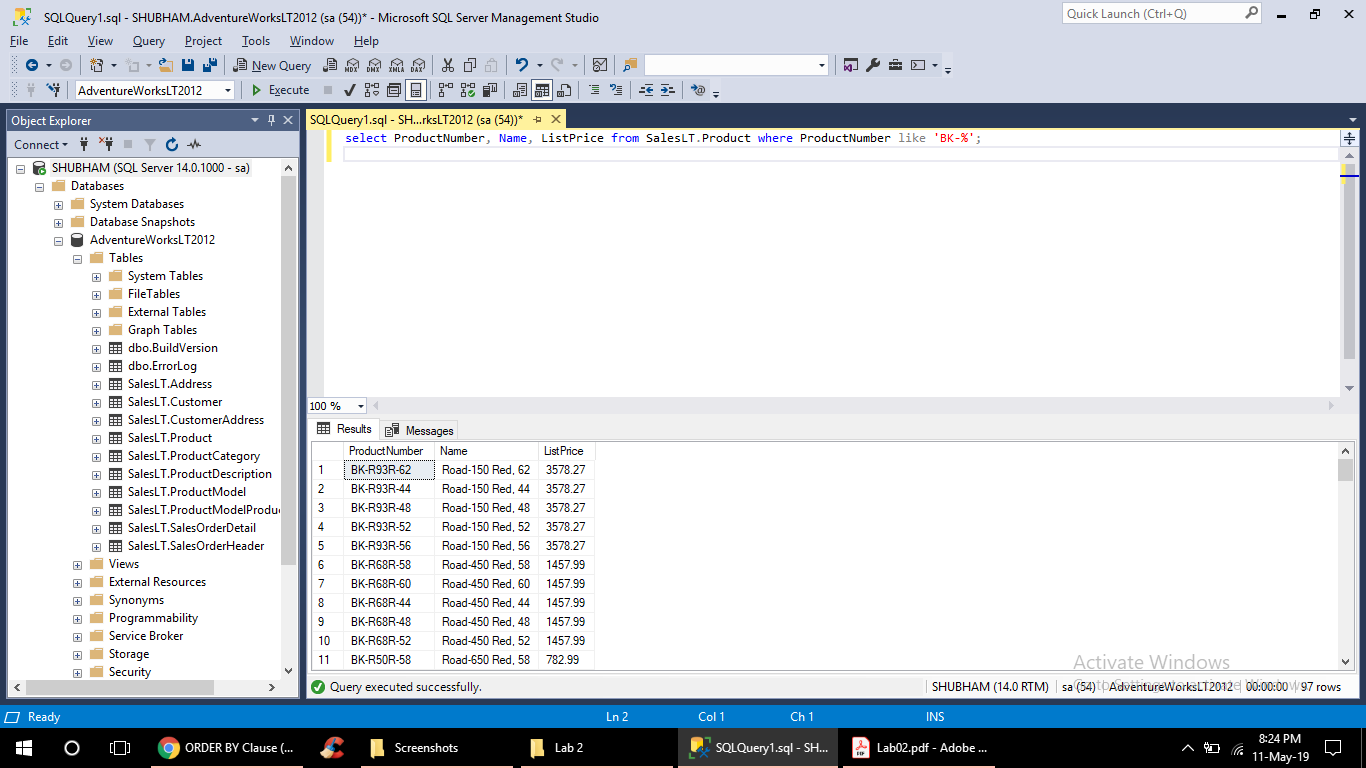 SQLQuery1.sql - SHUBHAM.AdventureWorksLT2012 (sa (54))* - Microsoft SQL Server Management Studio
Quick Launch (Ctrl+Q)
File Edit View Query Project Tools Window Help
New Query MDX DMX XMLA DAX
AdventureWorksLT2012 Execute
Object Explorer
SQLQuery1.sql - SH...rksLT2012 (sa (54))*
Connect
select ProductNumber, Name, ListPrice from SalesLT.Product where ProductNumber like 'BK-%';
SHUBHAM (SQL Server 14.0.1000 - sa)
Databases
System Databases
Database Snapshots
AdventureWorksLT2012
Tables
System Tables
FileTables
External Tables
Graph Tables
dbo.BuildVersion
dbo.ErrorLog
SalesLT.Address
SalesLT.Customer
SalesLT.CustomerAddress
SalesLT.Product
SalesLT.ProductCategory
SalesLT.ProductDescription
SalesLT.ProductModel
SalesLT.ProductModelProdu
SalesLT.SalesOrderDetail
SalesLT.SalesOrderHeader
Views
External Resources
Synonyms
Programmability
Service Broker
Storage
Security
100 %
Results Messages
ProductNumber Name ListPrice
1 BK-R93R-62 Road-150 Red, 62 3578.27
2 BK-R93R-44 Road-150 Red, 44 3578.27
3 BK-R93R-48 Road-150 Red, 48 3578.27
4 BK-R93R-52 Road-150 Red, 52 3578.27
5 BK-R93R-56 Road-150 Red, 56 3578.27
6 BK-R68R-58 Road-450 Red, 58 1457.99
7 BK-R68R-60 Road-450 Red, 60 1457.99
8 BK-R68R-44 Road-450 Red, 44 1457.99
9 BK-R68R-48 Road-450 Red, 48 1457.99
10 BK-R68R-52 Road-450 Red, 52 1457.99
11 BK-R50R-58 Road-650 Red, 58 782.99
Activate Windows
Go to Settings to activate Windows.
Query executed successfully. SHUBHAM (14.0 RTM) sa (54) AdventureWorksLT2012 00:00:00 97 rows
Ready Ln 2 Col 1 Ch 1 INS
ORDER BY Clause (... Screenshots Lab 2 SQLQuery1.sql - SH... Lab02.pdf - Adobe ...
8:24 PM
11-May-19